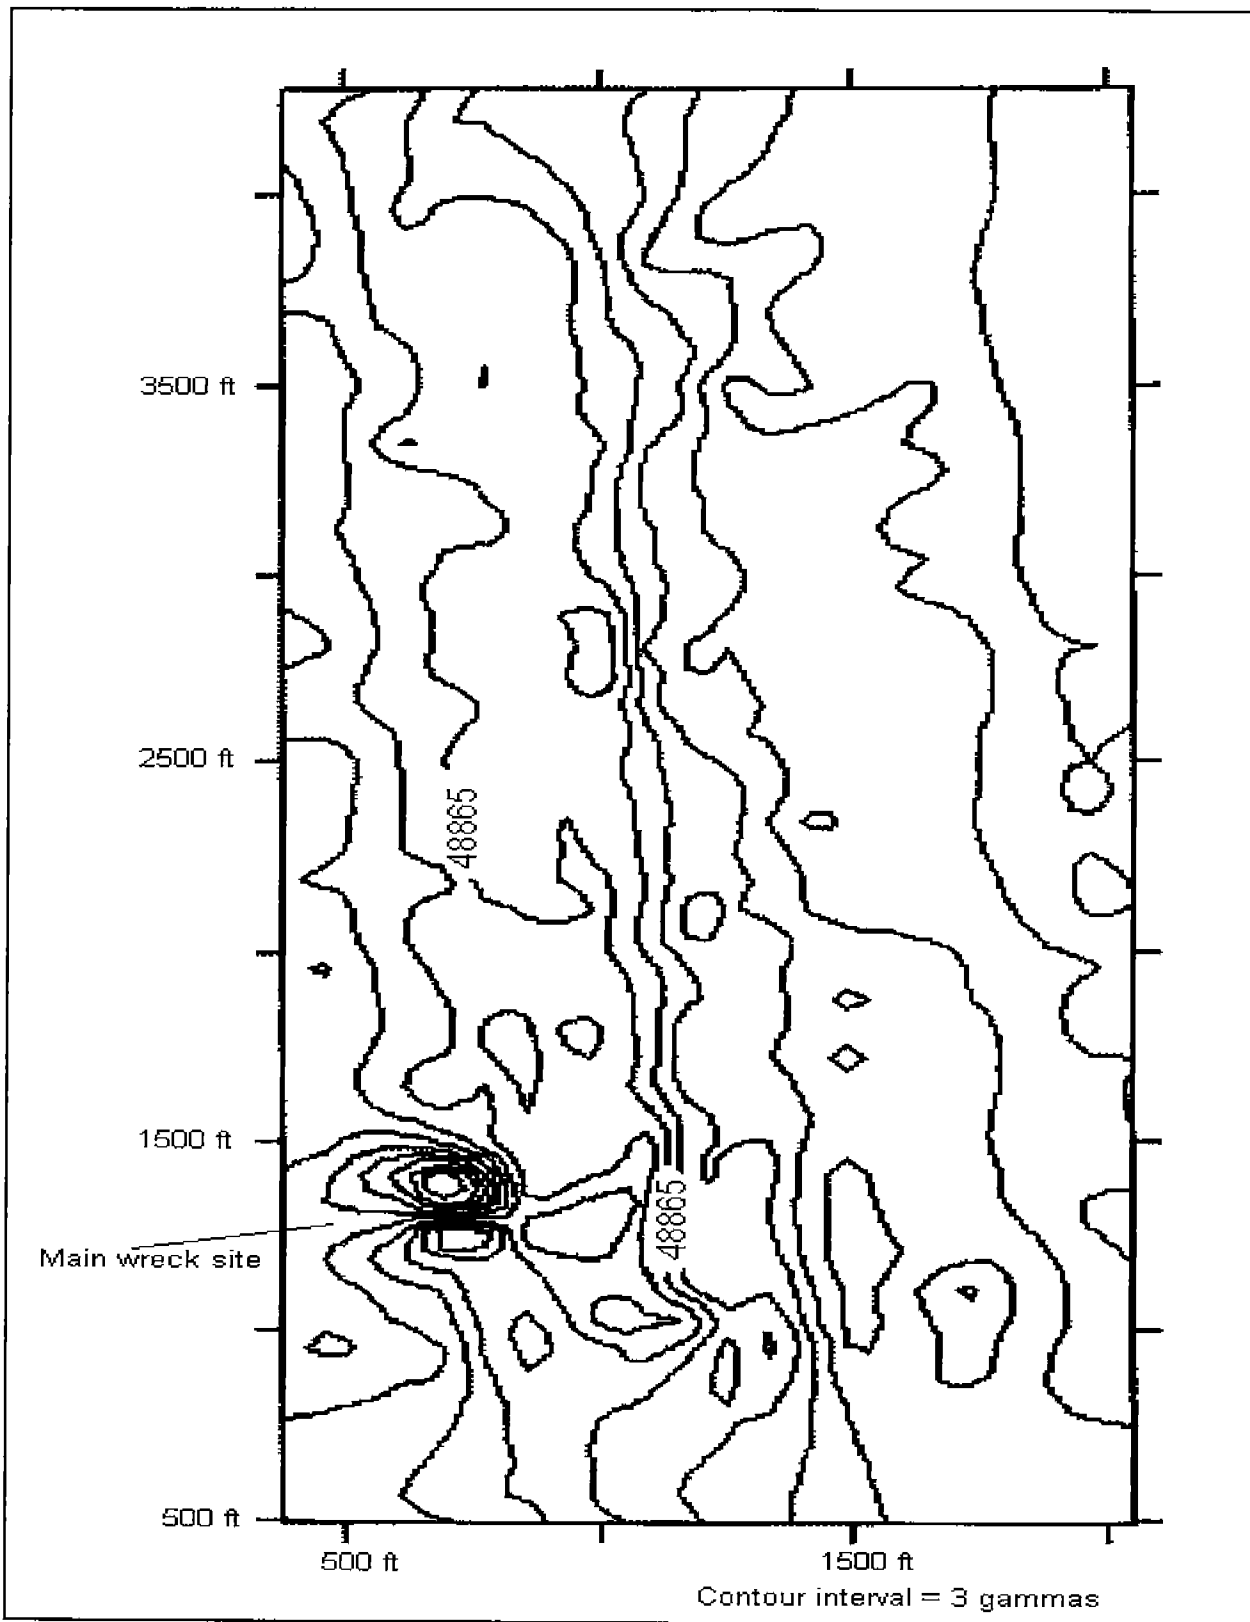 3500 ft
2500 ft
48865
1500 ft
48865
Main wreck site
500 ft
500 ft
1500 ft
Contour interval = 3 gammas